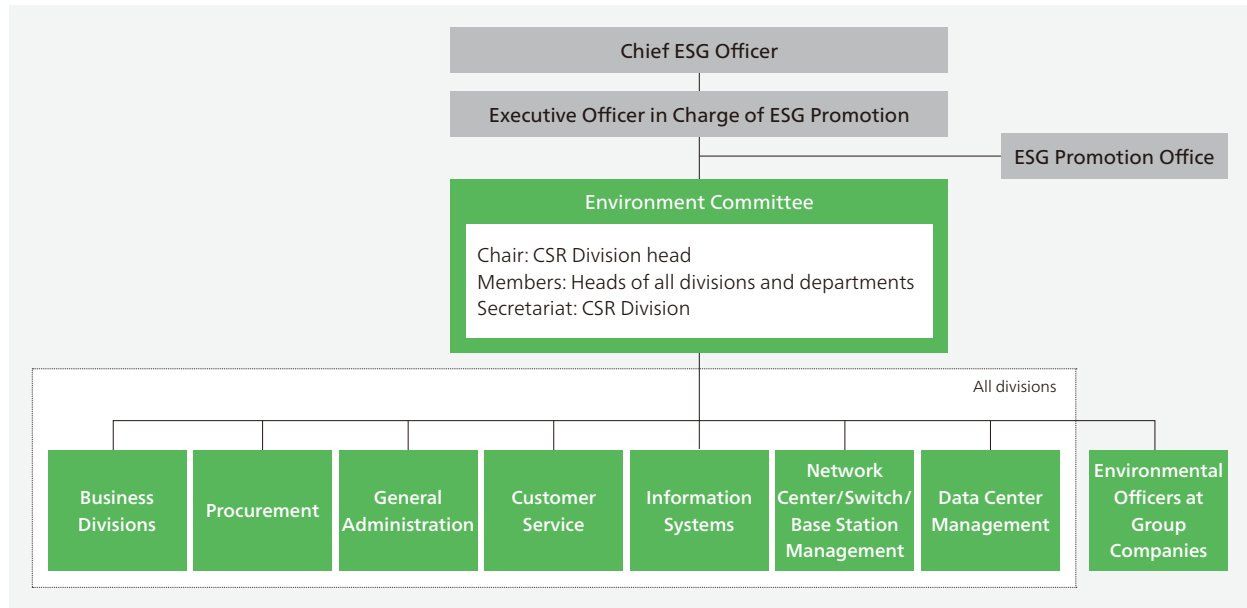 Chief ESG Officer
Executive Officer in Charge of ESG Promotion
ESG Promotion Office
Environment Committee
Chair: CSR Division head
Members: Heads of all divisions and departments
Secretariat: CSR Division
All divisions
Business
Divisions
Procurement
General
Administration
Customer
Service
Information
Systems
Network
Center/Switch/
Base Station
Management
Data Center
Management
Environmental
Officers at
Group
Companies